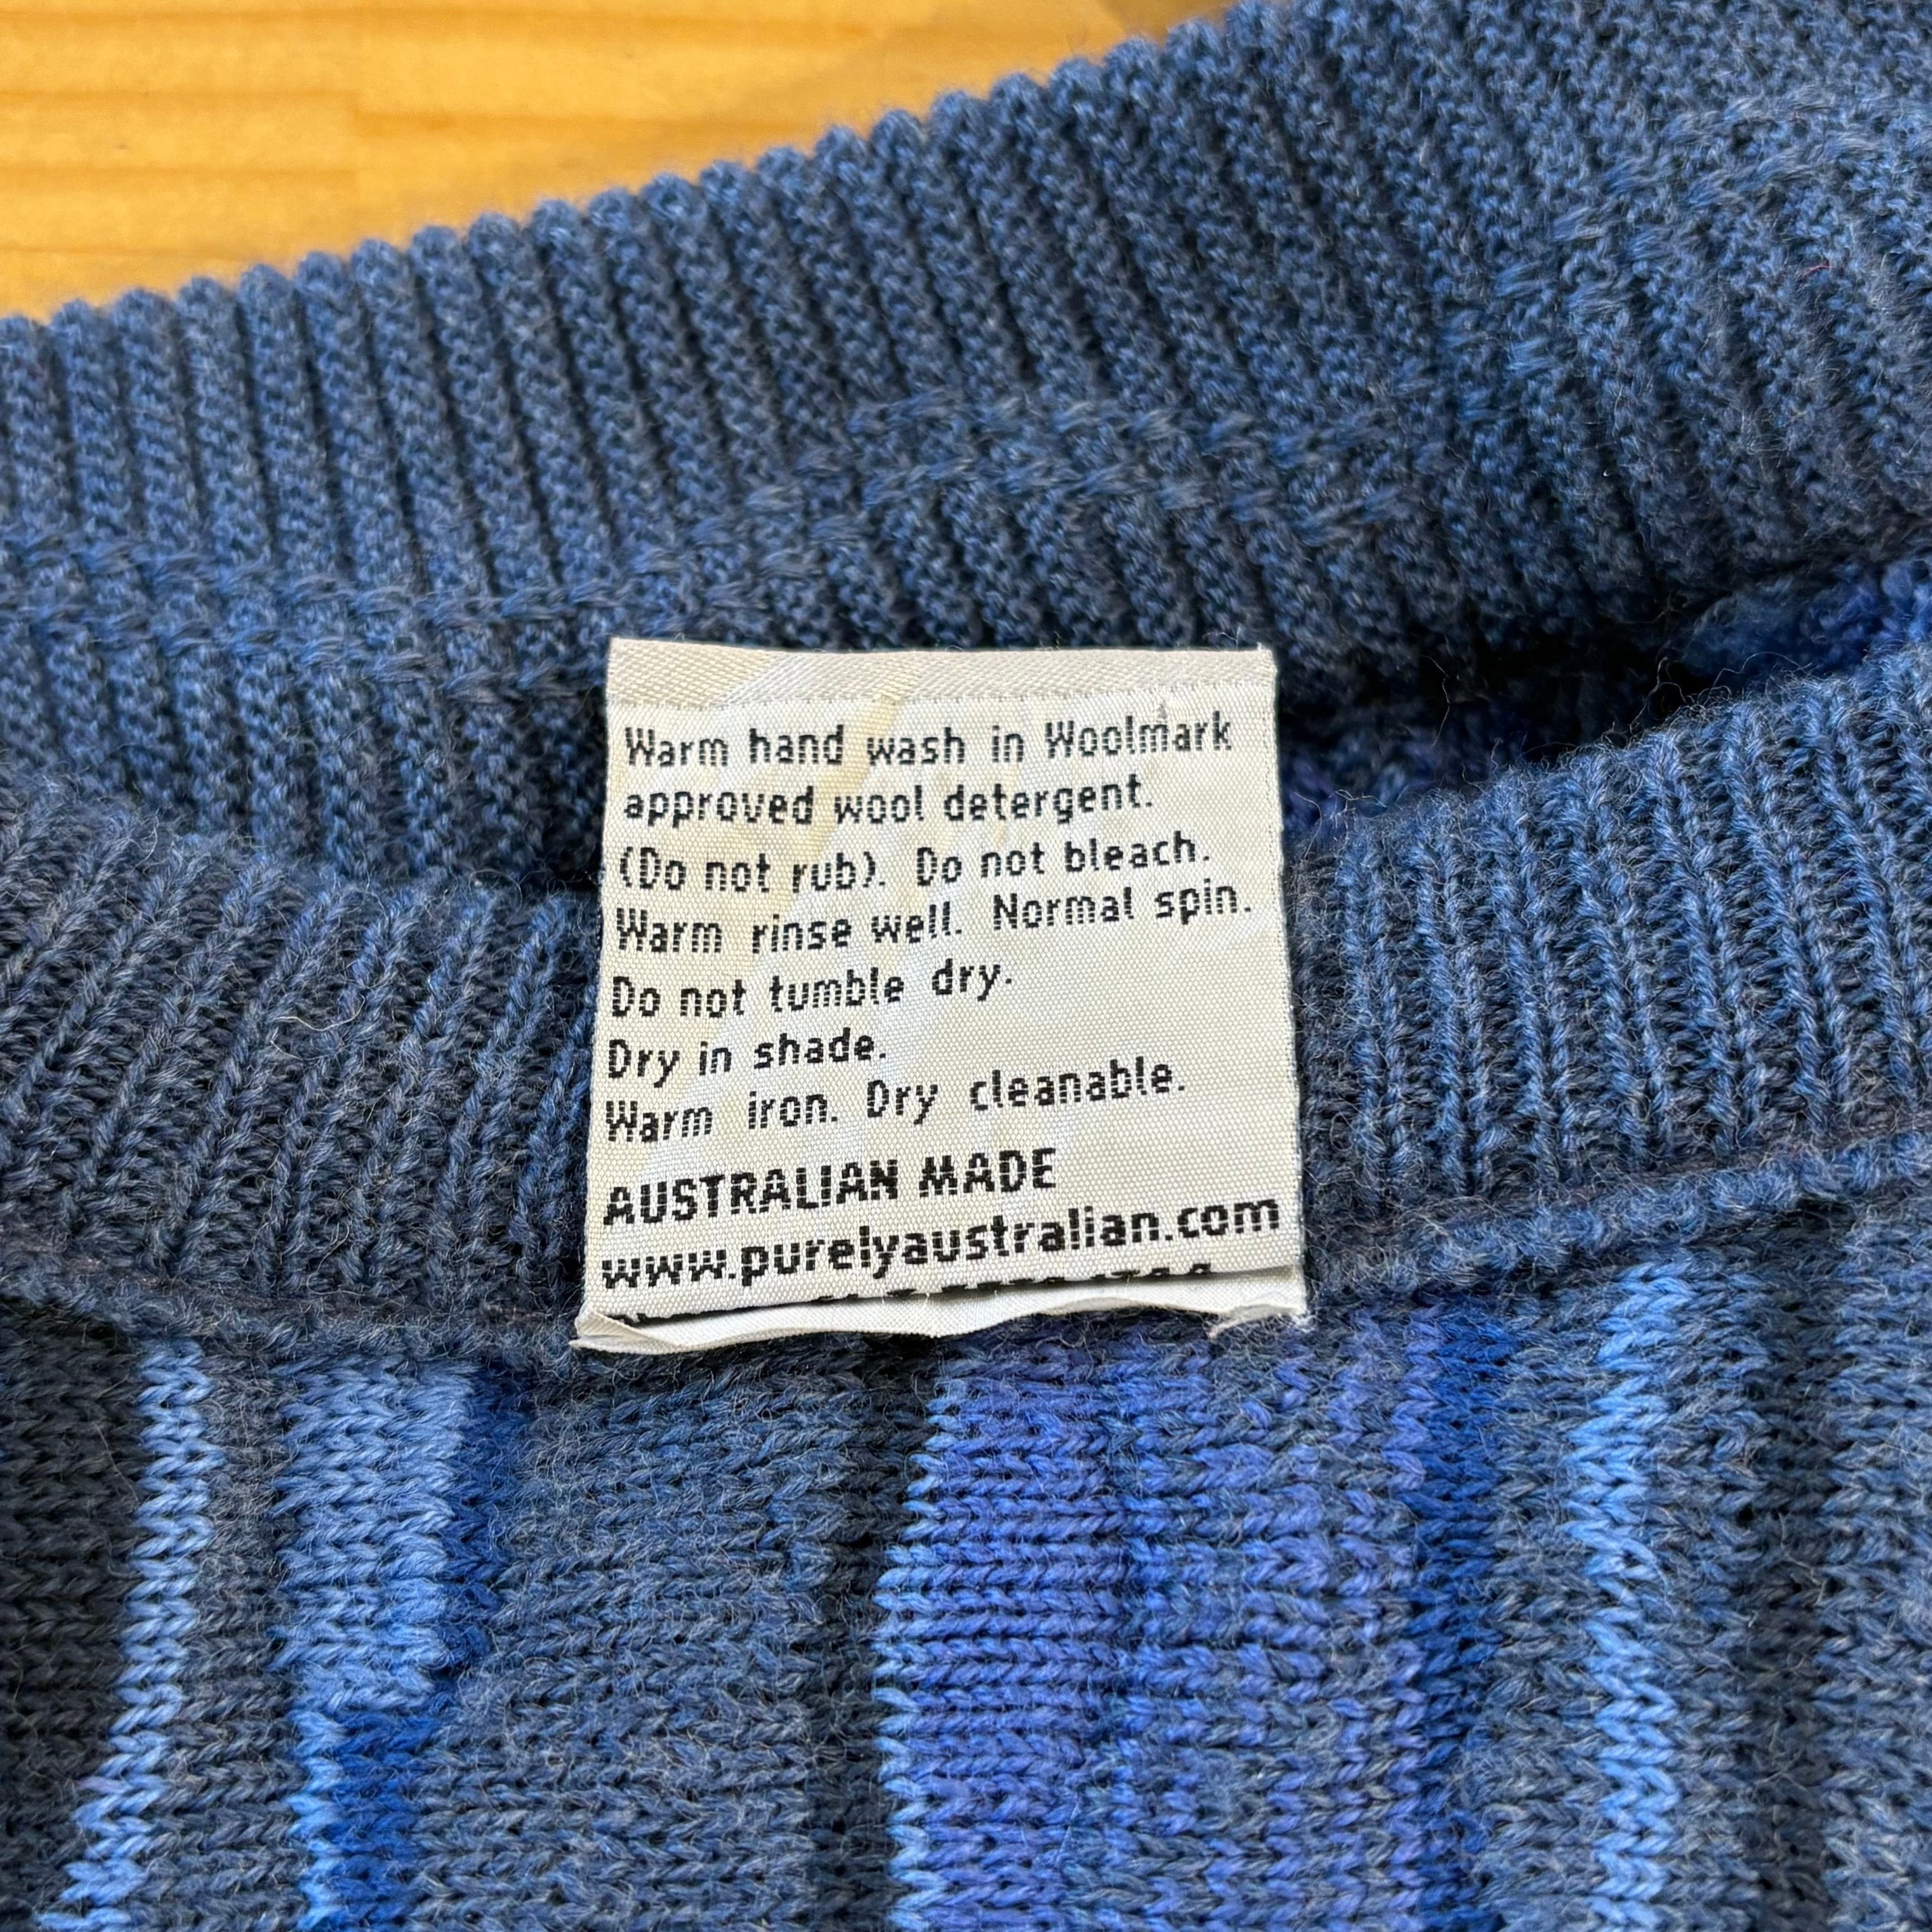 Warm hand wash in Woolmark
approved wool detergent.
(Do not rub). Do not bleach.
Warm rinse well. Normal spin.
Do not tumble dry.
Dry in shade.
Warm iron. Dry cleanable.
AUSTRALIAN MADE
www.purelyaustralian.com